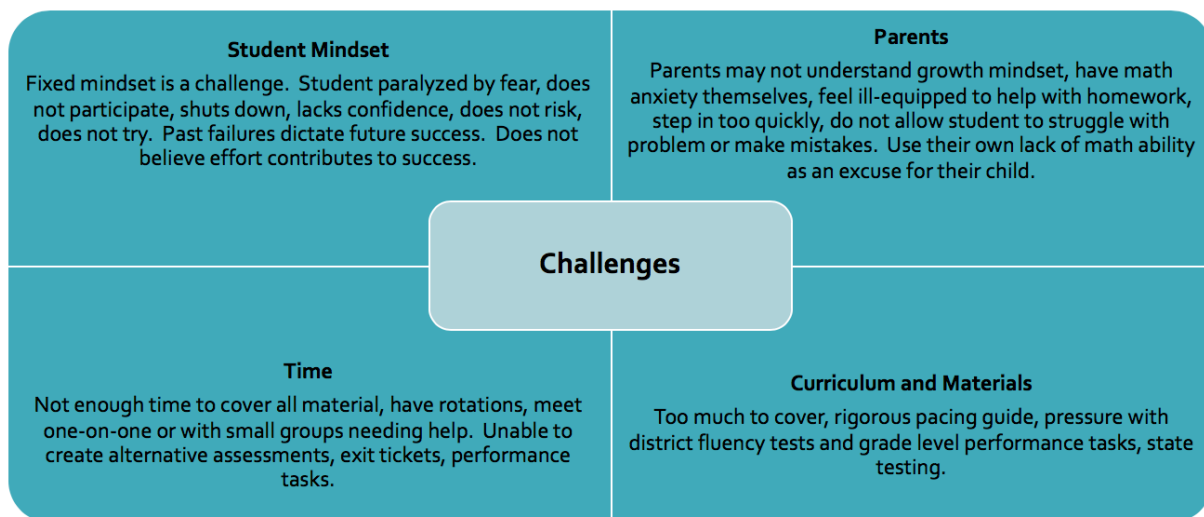 Student Mindset
Fixed mindset is a challenge.  Student paralyzed by fear, does
not participate, shuts down, lacks confidence, does not risk,
does not try.  Past failures dictate future success.  Does not
believe effort contributes to success.
Parents
Parents may not understand growth mindset, have math
anxiety themselves, feel ill-equipped to help with homework,
step in too quickly, do not allow student to struggle with
problem or make mistakes.  Use their own lack of math ability
as an excuse for their child.
Challenges
Time
Not enough time to cover all material, have rotations, meet
one-on-one or with small groups needing help.  Unable to
create alternative assessments, exit tickets, performance
tasks.
Curriculum and Materials
Too much to cover, rigorous pacing guide, pressure with
district fluency tests and grade level performance tasks, state
testing.